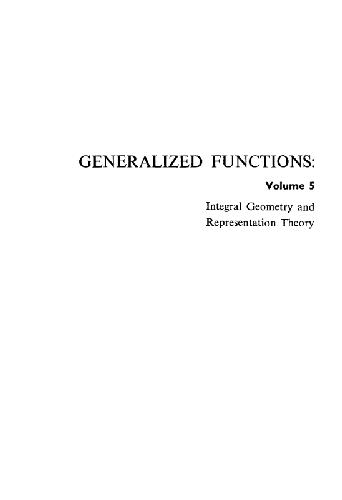 GENERALIZED FUNCTIONS:
Volume 5
Integral Geometry and
Representation Theory